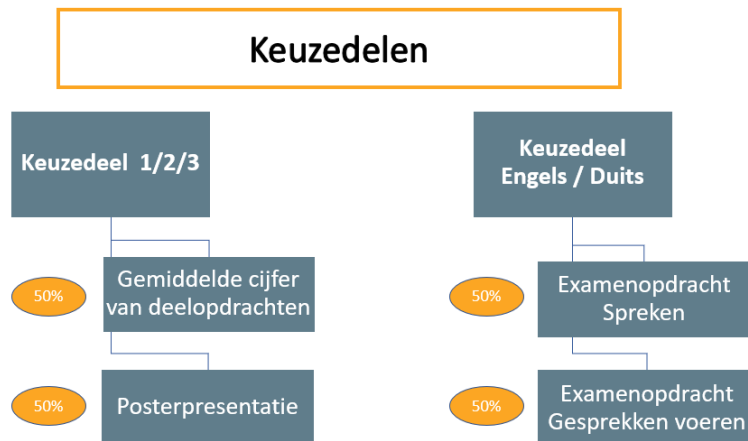 Keuzedelen
Keuzedeel 1/2/3
50%
Gemiddelde cijfer
van deelopdrachten
50%
Posterpresentatie
Keuzedeel
Engels / Duits
50%
Examenopdracht
Spreken
50%
Examenopdracht
Gesprekken voeren